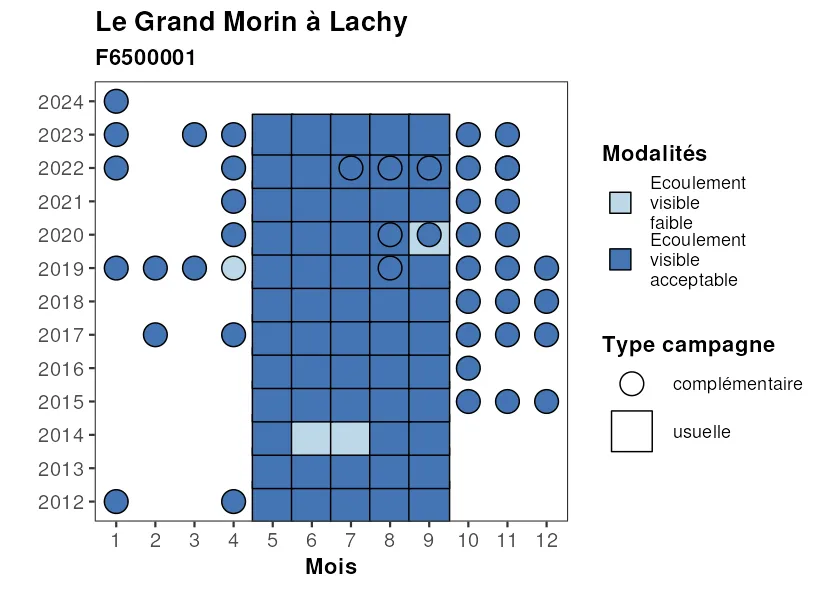 Le Grand Morin à Lachy
F6500001
2024
2023
2022
2021
2020
2019
2018
2017
2016
2015
2014
2013
2012
1 2 3 4 5 6 7 8 9 10 11 12
Mois
Modalités
Ecoulement
visible
faible
Ecoulement
visible
acceptable
Type campagne
complémentaire
usuelle